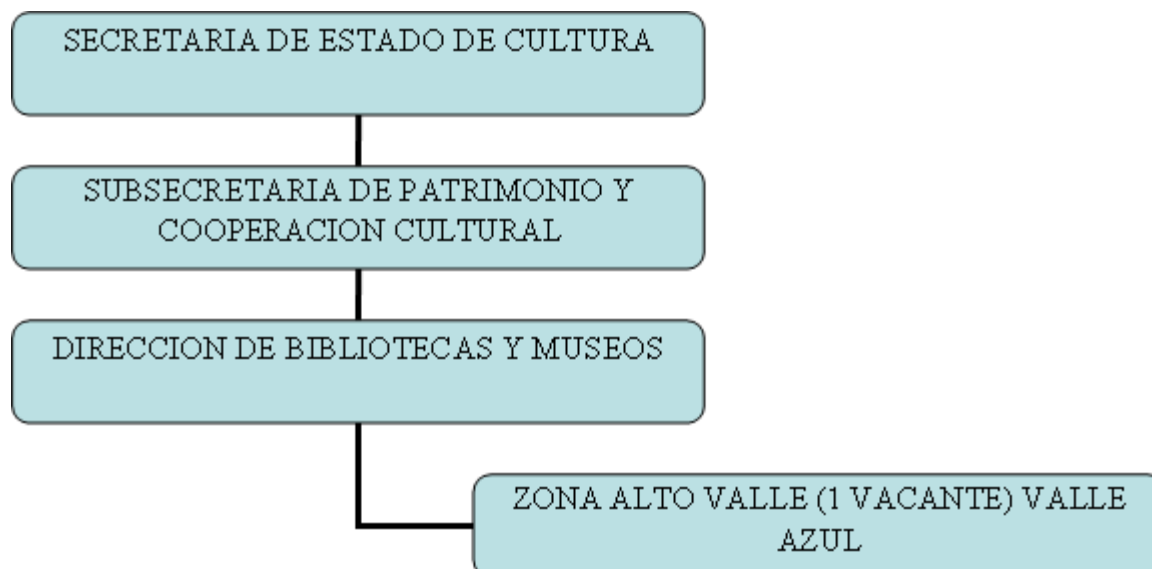 SECRETARIA DE ESTADO DE CULTURA
SUBSECRETARIA DE PATRIMONIO Y
COOPERACION CULTURAL
DIRECCION DE BIBLIOTECAS Y MUSEOS
ZONA ALTO VALLE (1 VACANTE) VALLE
AZUL